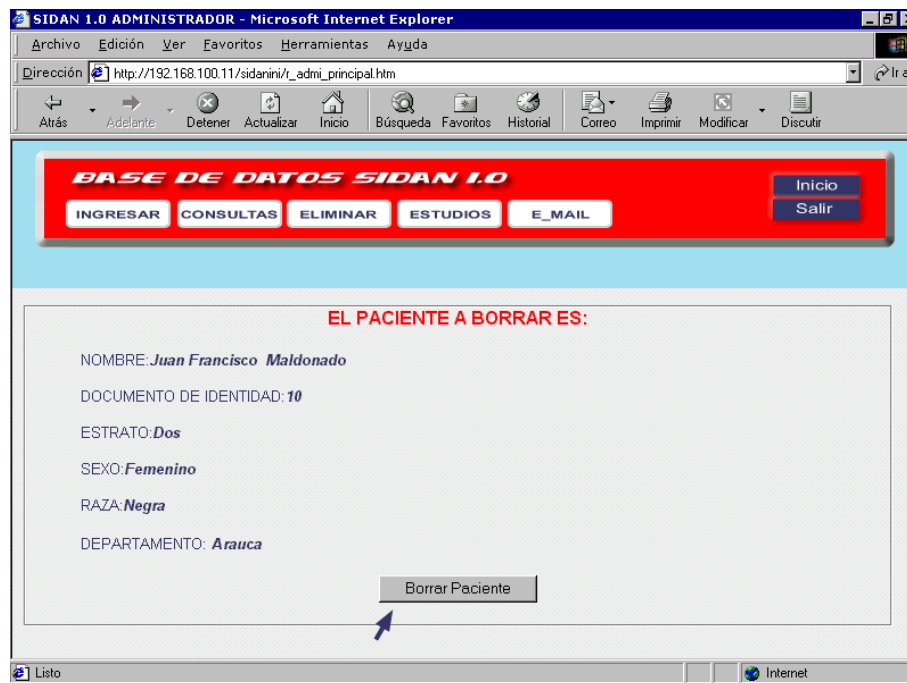 SIDAN 1.0 ADMINISTRADOR - Microsoft Internet Explorer
Archivo Edición Ver Favoritos Herramientas Ayuda
Dirección http://192.168.100.11/sidanini/r_admi_principal.htm Ir a
Atrás Adelante Detener Actualizar Inicio Búsqueda Favoritos Historial Correo Imprimir Modificar Discutir
BASE DE DATOS SIDAN 1.0
Inicio
INGRESAR CONSULTAS ELIMINAR ESTUDIOS E_MAIL
Salir
EL PACIENTE A BORRAR ES:
NOMBRE:Juan Francisco Maldonado
DOCUMENTO DE IDENTIDAD:10
ESTRATO:Dos
SEXO:Femenino
RAZA:Negra
DEPARTAMENTO: Arauca
Borrar Paciente
Listo Internet